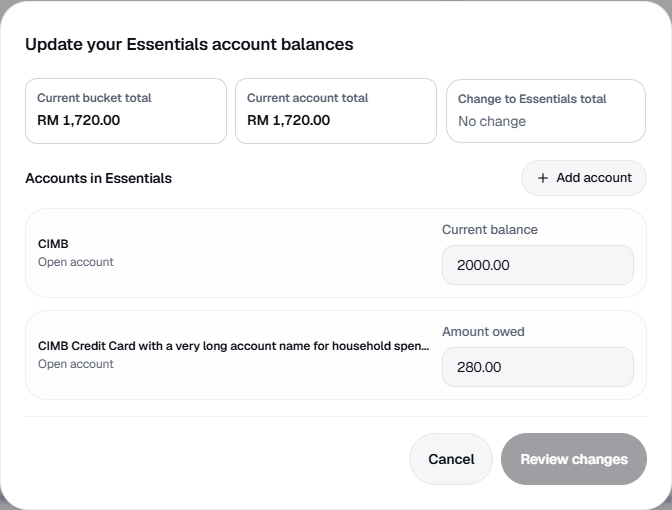 Update your Essentials account balances
Current bucket total
RM 1,720.00
Current account total
RM 1,720.00
Change to Essentials total
No change
Accounts in Essentials
+ Add account
CIMB
Open account
Current balance
2000.00
CIMB Credit Card with a very long account name for household spen...
Open account
Amount owed
280.00
Cancel
Review changes